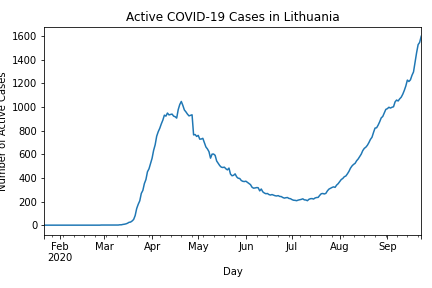 Active COVID-19 Cases in Lithuania
Number of Active Cases
1600
1400
1200
1000
800
600
400
200
0
Feb Mar Apr May Jun Jul Aug Sep
2020
Day